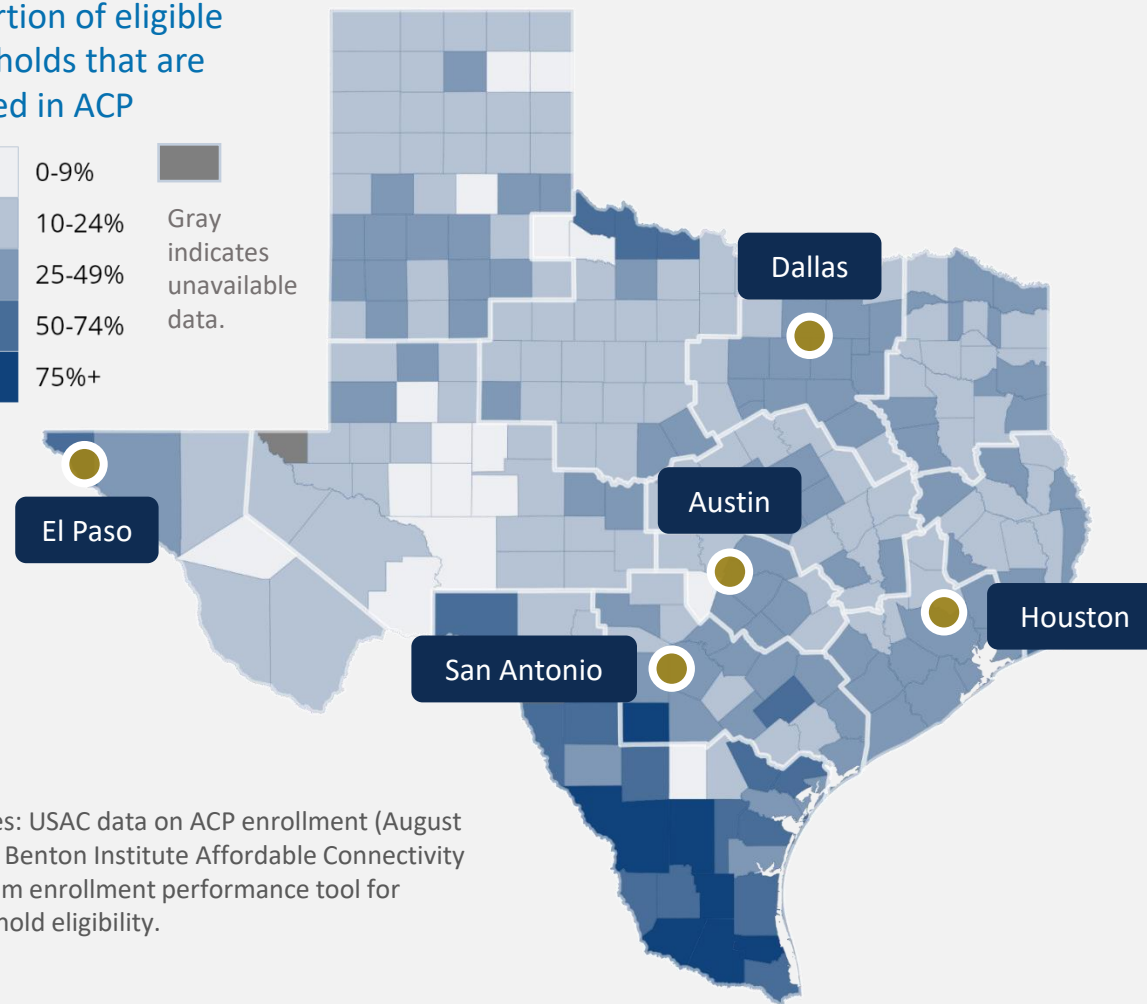 rtion of eligible
holds that are
ed in ACP
0-9%
10-24%
25-49%
50-74%
75%+
Gray
indicates
unavailable
data.
Dallas
El Paso
Austin
Houston
San Antonio
es: USAC data on ACP enrollment (August
Benton Institute Affordable Connectivity
m enrollment performance tool for
hold eligibility.